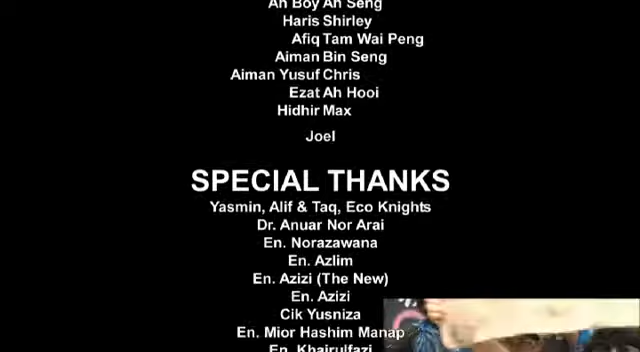 Ah Boy Ah Seng
Haris Shirley
Afiq Tam Wai Peng
Aiman Bin Seng
Aiman Yusuf Chris
Ezat Ah Hooi
Hidhir Max
Joel
SPECIAL THANKS
Yasmin, Alif & Taq, Eco Knights
Dr. Anuar Nor Arai
En. Norazawana
En. Azlim
En. Azizi (The New)
En. Azizi
Cik Yusniza
En. Mior Hashim Manap
En. Khairulfazi